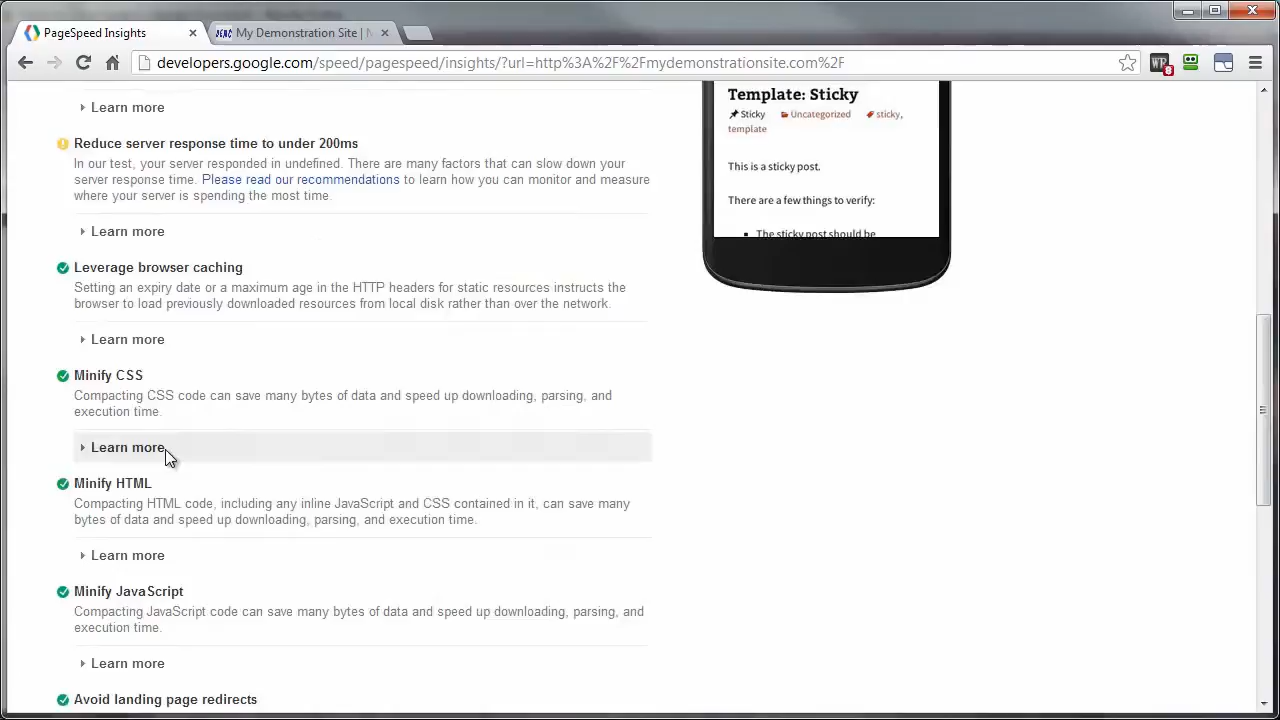 PageSpeed Insights
My Demonstration Site |
developers.google.com/speed/pagespeed/insights/?url=http%3A%2F%2Fmydemonstrationsite.com%2F
Learn more
Reduce server response time to under 200ms
In our test, your server responded in undefined. There are many factors that can slow down your
server response time. Please read our recommendations to learn how you can monitor and measure
where your server is spending the most time.
Learn more
Leverage browser caching
Setting an expiry date or a maximum age in the HTTP headers for static resources instructs the
browser to load previously downloaded resources from local disk rather than over the network.
Learn more
Minify CSS
Compacting CSS code can save many bytes of data and speed up downloading, parsing, and
execution time.
Learn more
Minify HTML
Compacting HTML code, including any inline JavaScript and CSS contained in it, can save many
bytes of data and speed up downloading, parsing, and execution time.
Learn more
Minify JavaScript
Compacting JavaScript code can save many bytes of data and speed up downloading, parsing, and
execution time.
Learn more
Avoid landing page redirects
Template: Sticky
Sticky Uncategorized sticky,
template
This is a sticky post.
There are a few things to verify:
The sticky post should be